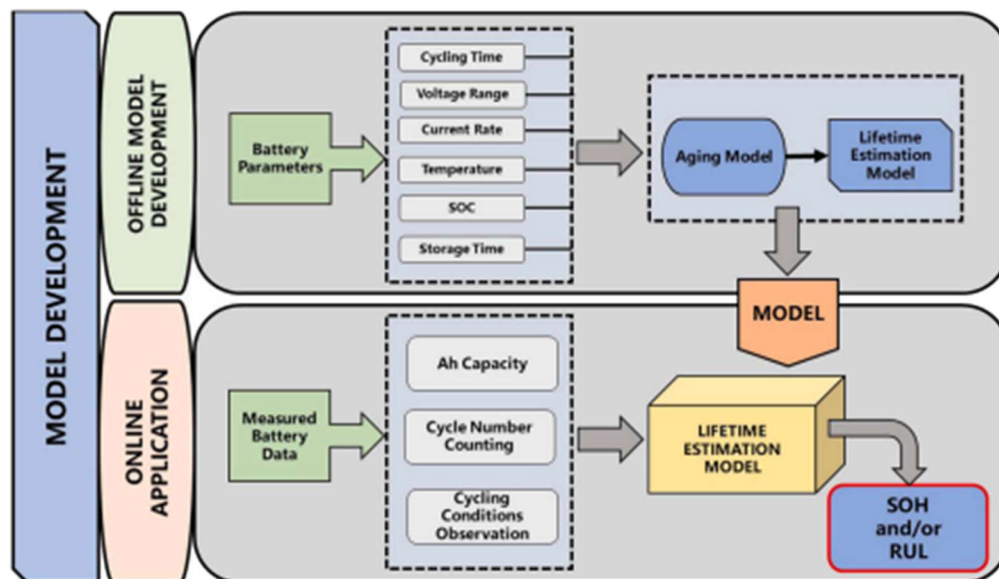 MODEL DEVELOPMENT
OFFLINE MODEL
DEVELOPMENT
Battery
Parameters
Cycling Time
Voltage Range
Current Rate
Temperature
SOC
Storage Time
Aging Model
Lifetime
Estimation
Model
MODEL
ONLINE
APPLICATION
Measured
Battery
Data
Ah Capacity
Cycle Number
Counting
Cycling
Conditions
Observation
LIFETIME
ESTIMATION
MODEL
SOH
and/or
RUL